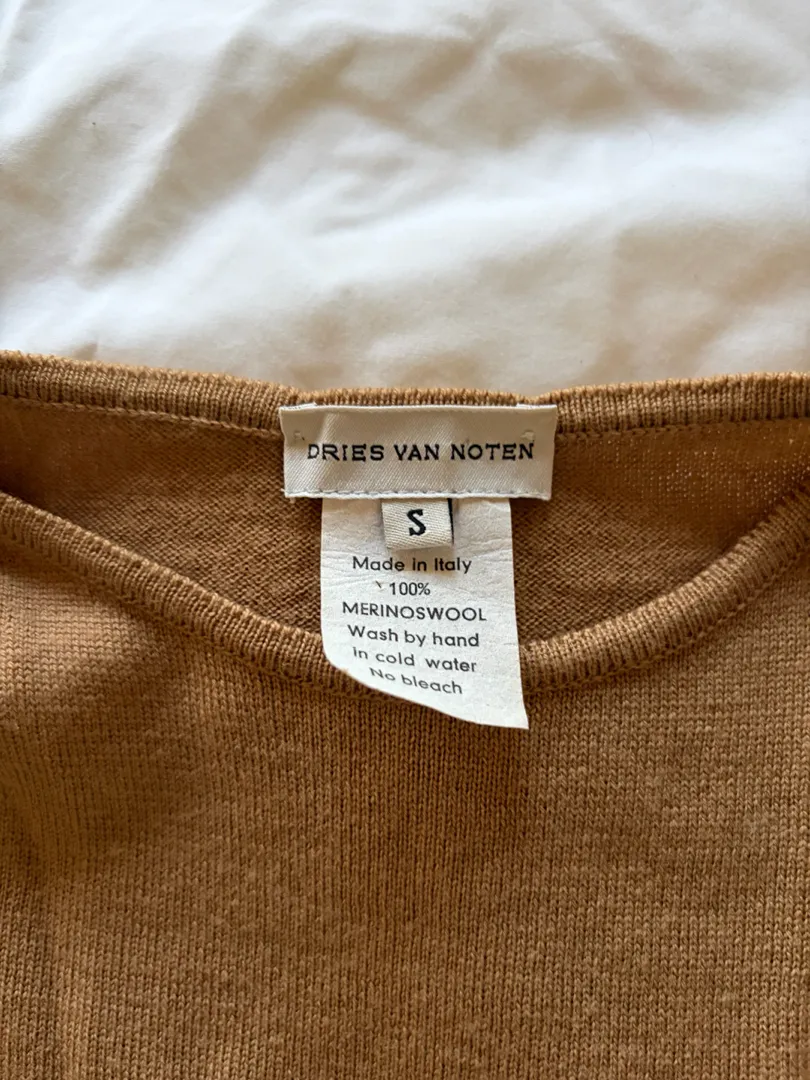 DRIES VAN NOTEN
S
Made in Italy
100%
MERINOSWOOL
Wash by hand
in cold water
No bleach